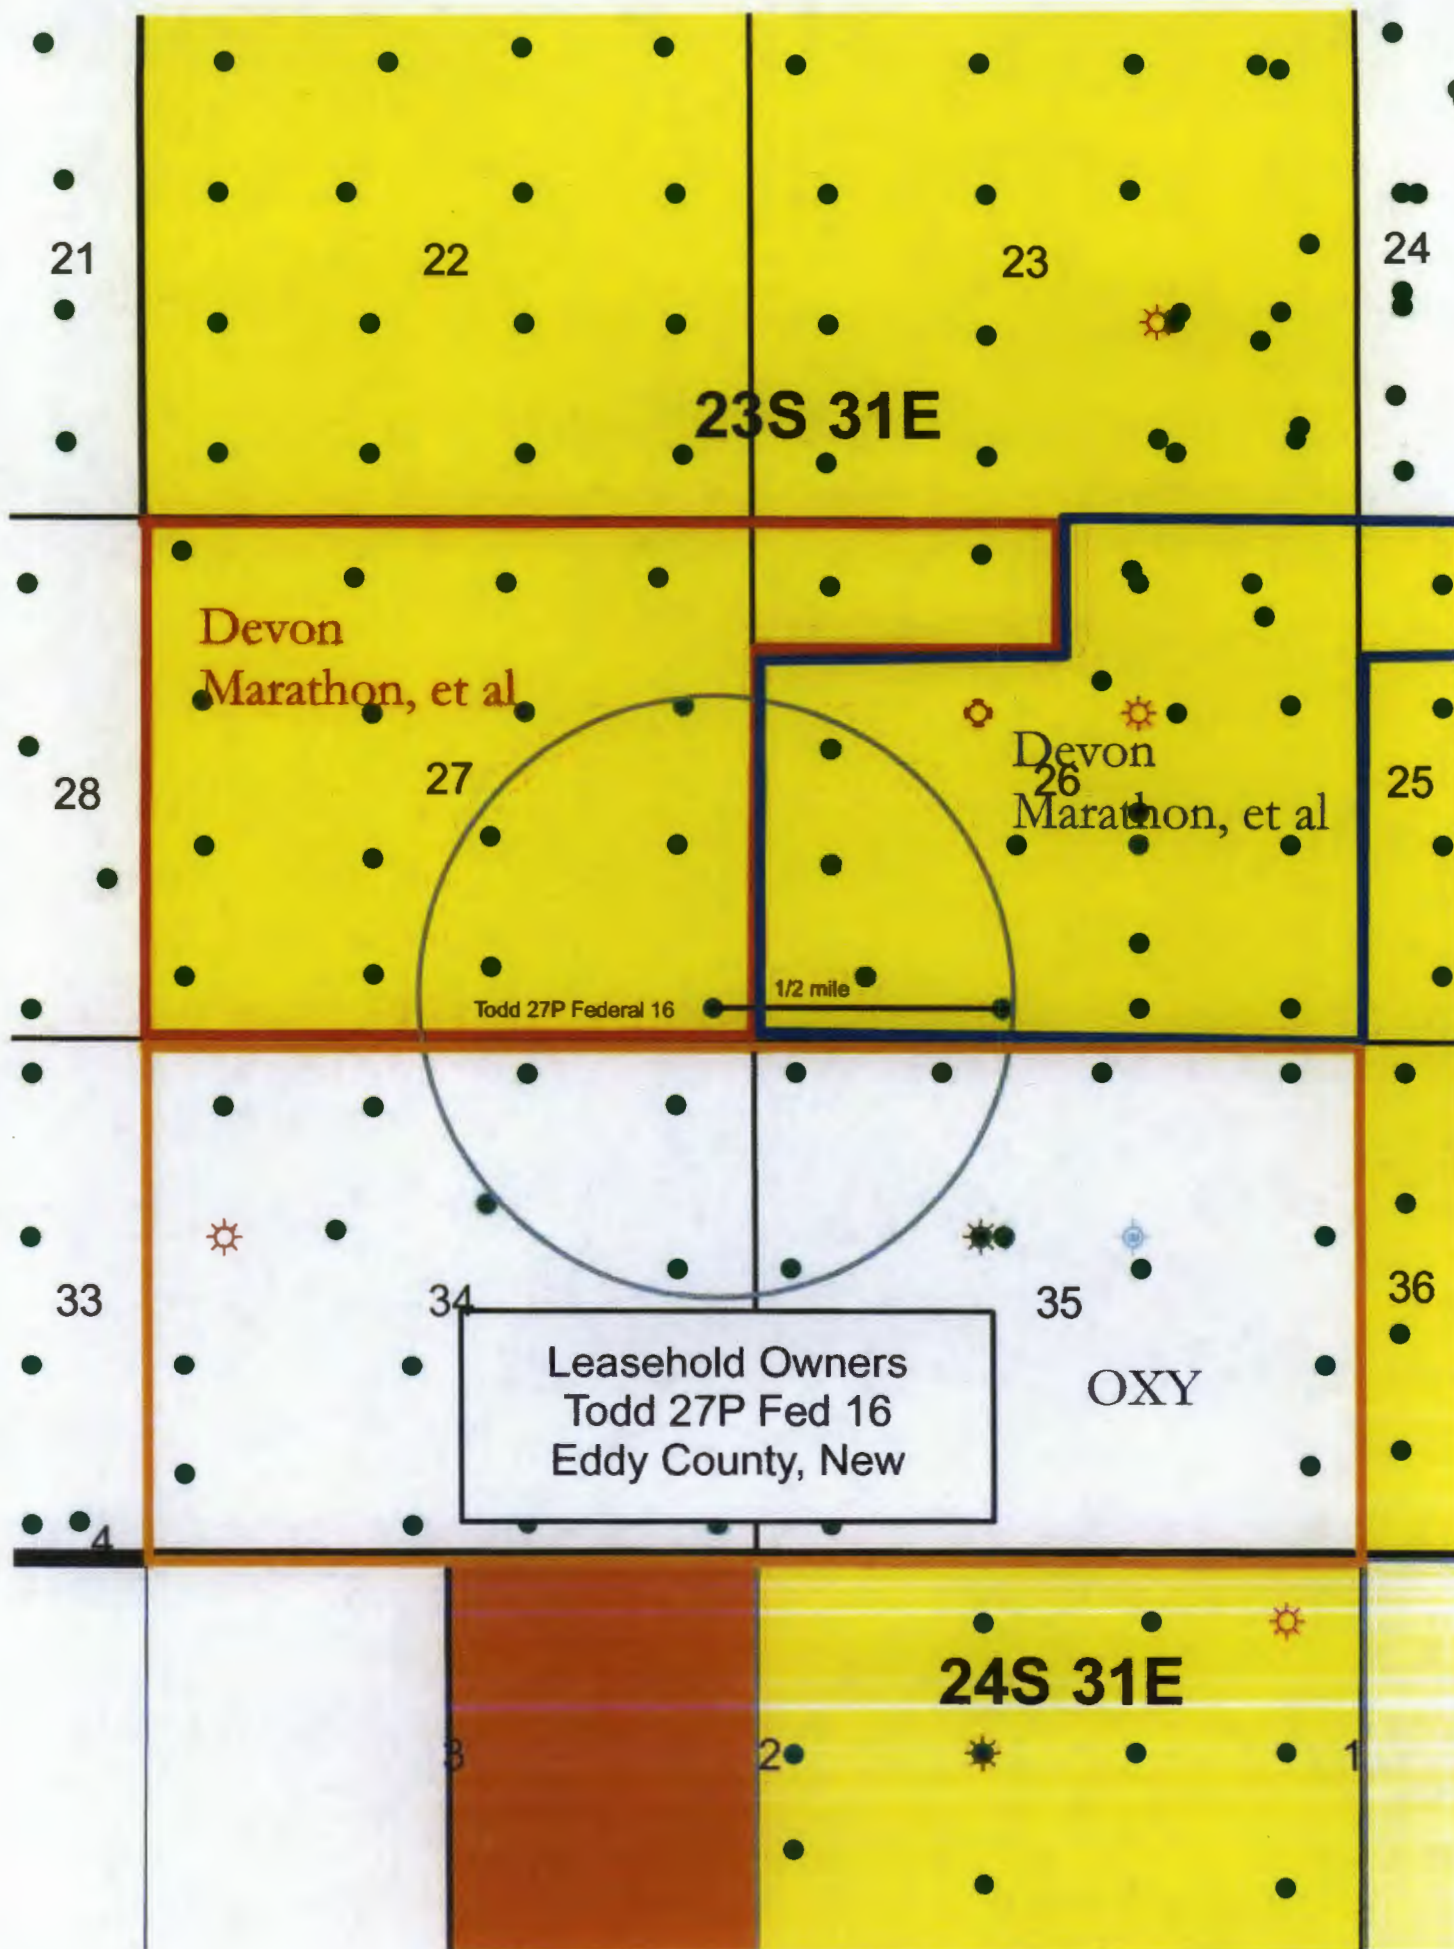 21
22
23
24
23S 31E
Devon
Marathon, et al
27
28
Devon
26
Marathon, et al
25
1/2 mile
Todd 27P Federal 16
33
34
35
36
Leasehold Owners
Todd 27P Fed 16
Eddy County, New
OXY
4
24S 31E
3
2
1